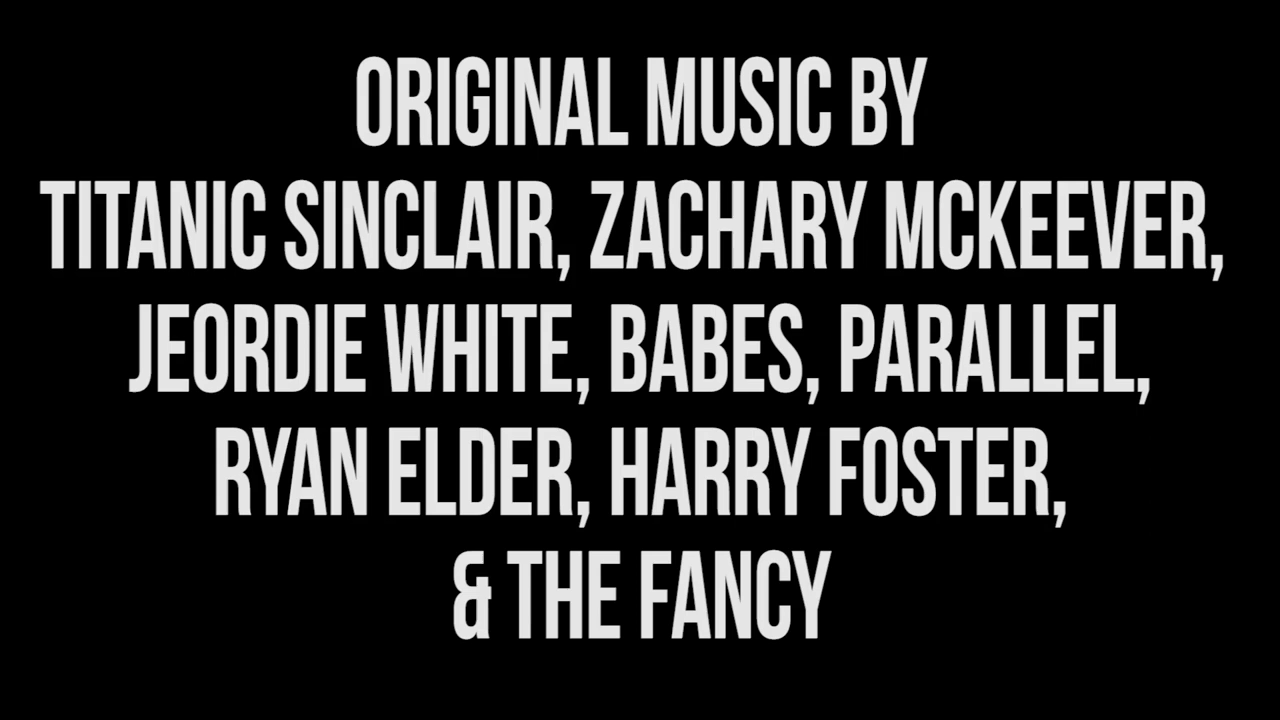 ORIGINAL MUSIC BY
TITANIC SINCLAIR, ZACHARY MCKEEVER,
JEORDIE WHITE, BABES, PARALLEL,
RYAN ELDER, HARRY FOSTER,
& THE FANCY